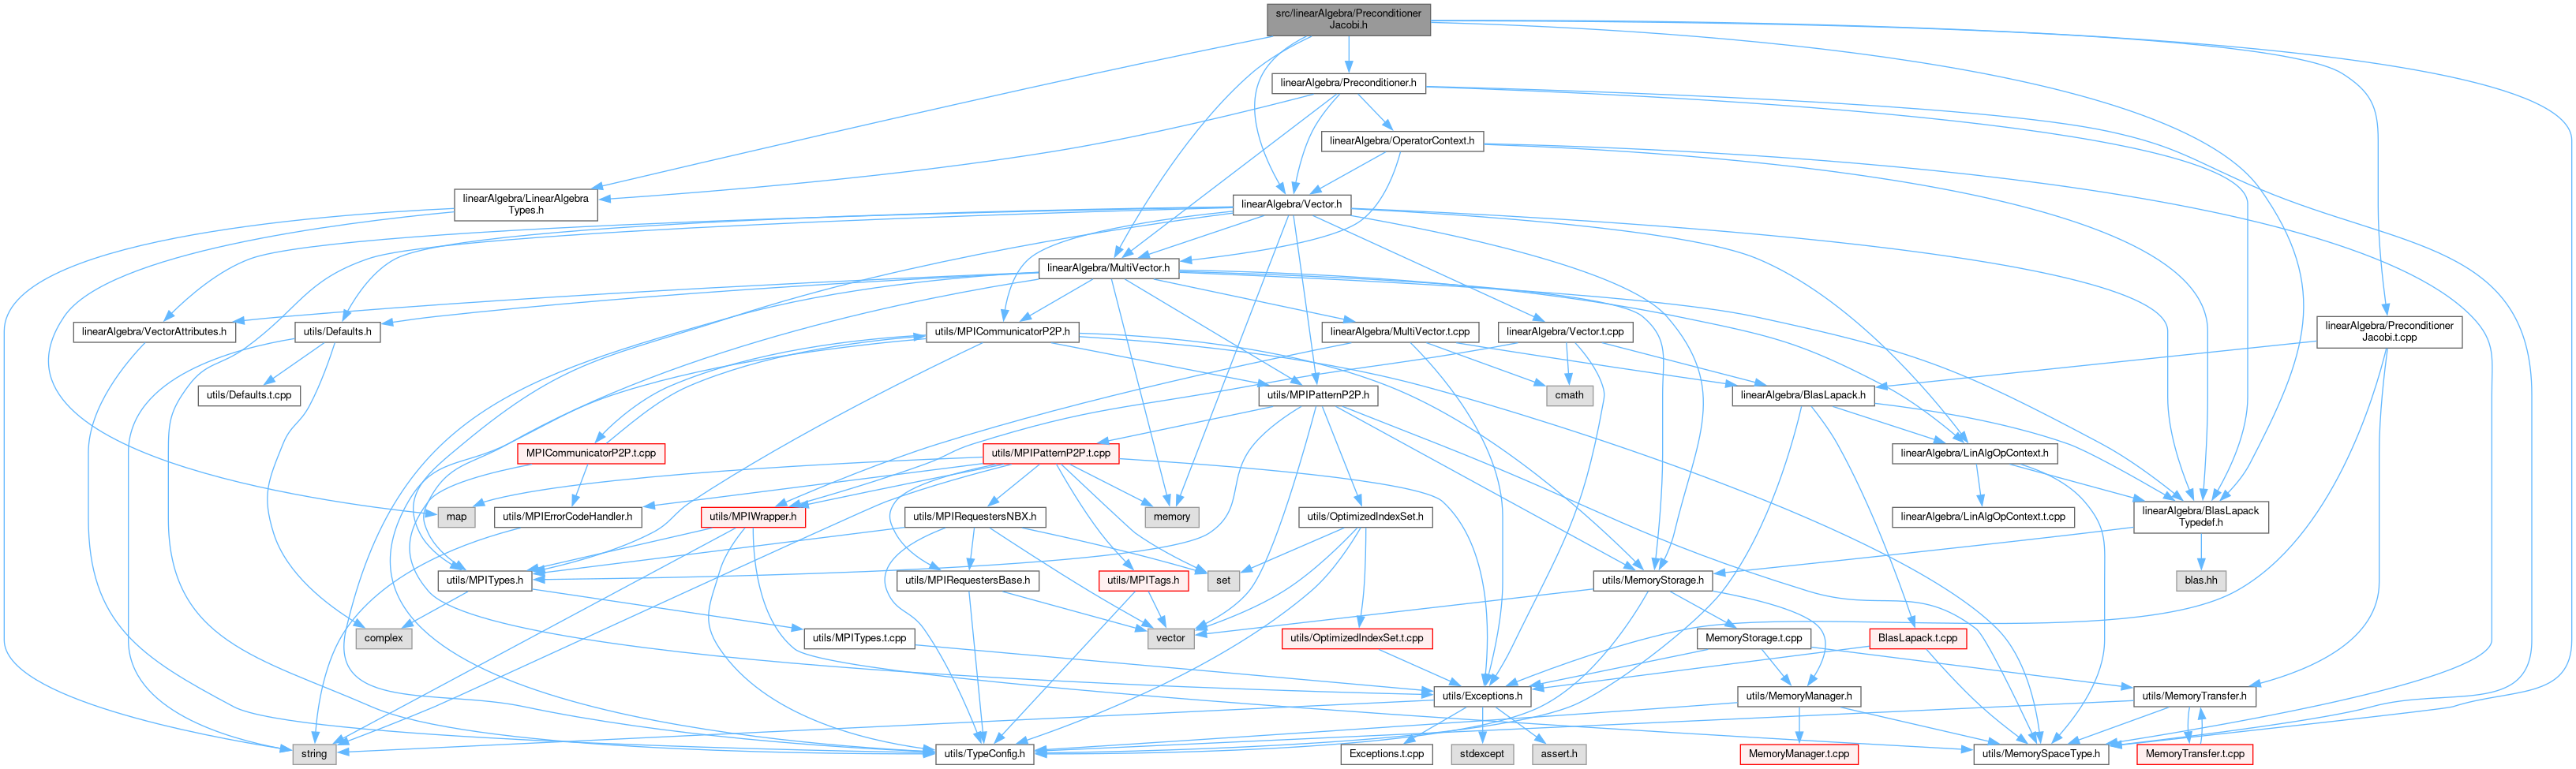 src/linearAlgebra/Preconditioner
Jacobi.h
linearAlgebra/Preconditioner.h
linearAlgebra/OperatorContext.h
linearAlgebra/LinearAlgebra
Types.h
linearAlgebra/Vector.h
linearAlgebra/MultiVector.h
linearAlgebra/VectorAttributes.h
utils/Defaults.h
utils/MPICommunicatorP2P.h
linearAlgebra/MultiVector.t.cpp
linearAlgebra/Vector.t.cpp
linearAlgebra/Preconditioner
Jacobi.t.cpp
utils/Defaults.t.cpp
utils/MPIPatternP2P.h
cmath
linearAlgebra/BlasLapack.h
MPICommunicatorP2P.t.cpp
utils/MPIPatternP2P.t.cpp
linearAlgebra/LinAlgOpContext.h
map
utils/MPIErrorCodeHandler.h
utils/MPIWrapper.h
utils/MPIRequestersNBX.h
memory
utils/OptimizedIndexSet.h
linearAlgebra/LinAlgOpContext.t.cpp
linearAlgebra/BlasLapack
Typedef.h
utils/MPITypes.h
utils/MPIRequestersBase.h
utils/MPITags.h
set
utils/MemoryStorage.h
blas.hh
complex
utils/MPITypes.t.cpp
vector
utils/OptimizedIndexSet.t.cpp
MemoryStorage.t.cpp
BlasLapack.t.cpp
utils/Exceptions.h
utils/MemoryManager.h
utils/MemoryTransfer.h
string
utils/TypeConfig.h
Exceptions.t.cpp
stdexcept
assert.h
MemoryManager.t.cpp
utils/MemorySpaceType.h
MemoryTransfer.t.cpp